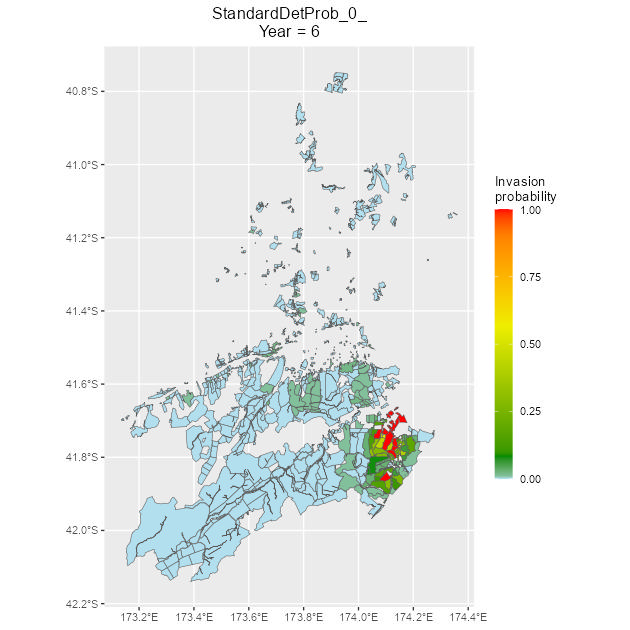 StandardDetProb_0_
Year = 6
40.8°S
41.0°S
41.2°S
41.4°S
41.6°S
41.8°S
42.0°S
42.2°S
173.2°E
173.4°E
173.6°E
173.8°E
174.0°E
174.2°E
174.4°E
Invasion
probability
1.00
0.75
0.50
0.25
0.00